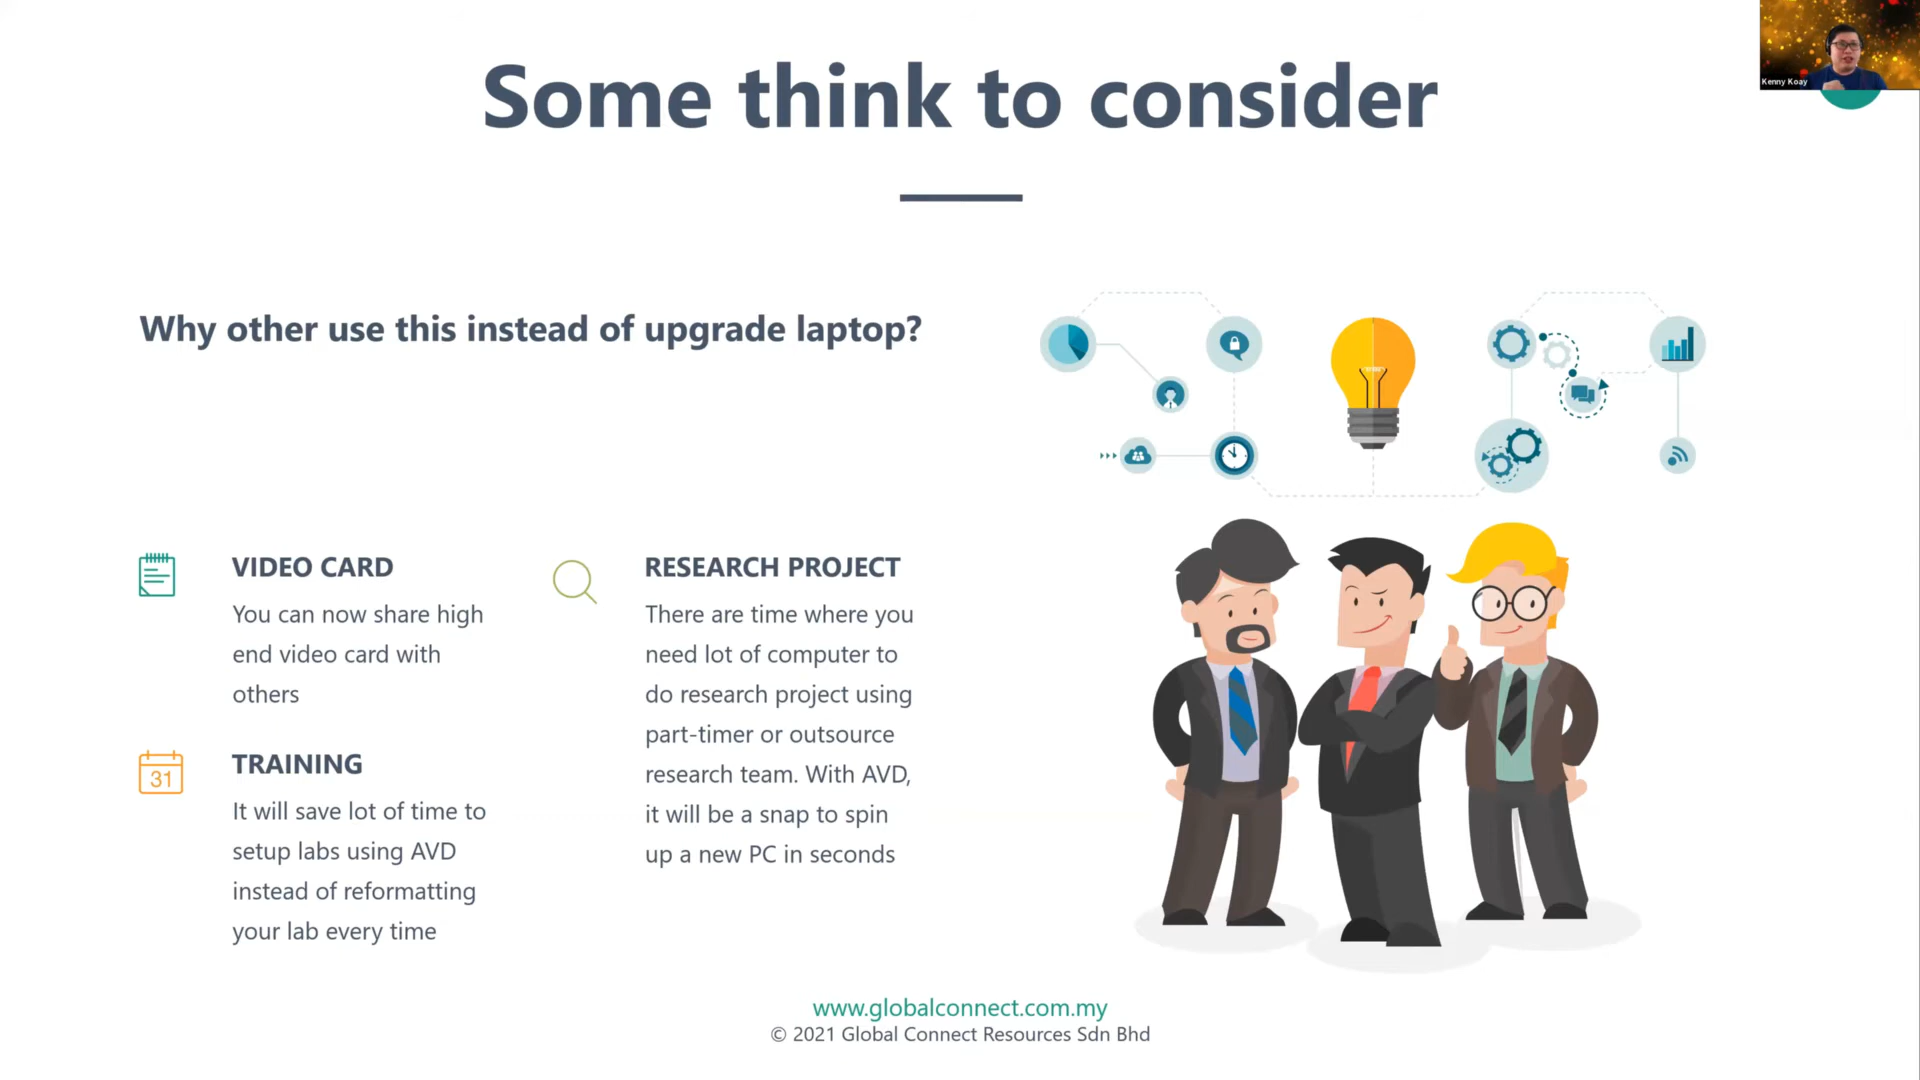 Some think to consider
Kenny Koay
Why other use this instead of upgrade laptop?
VIDEO CARD
You can now share high
end video card with
others
TRAINING
31
It will save lot of time to
setup labs using AVD
instead of reformatting
your lab every time
RESEARCH PROJECT
There are time where you
need lot of computer to
do research project using
part-timer or outsource
research team. With AVD,
it will be a snap to spin
up a new PC in seconds
www.globalconnect.com.my
© 2021 Global Connect Resources Sdn Bhd